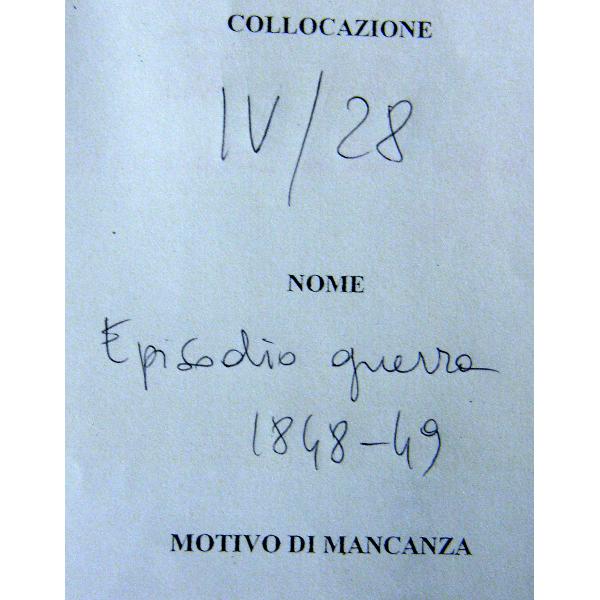 COLLOCAZIONE
IV/28
NOME
Episodio guerra
1848-49
MOTIVO DI MANCANZA